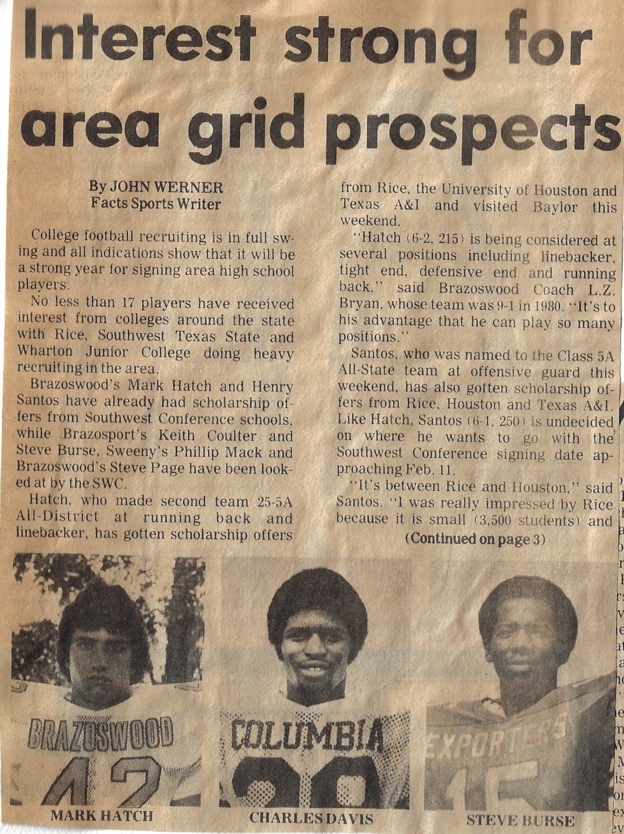 Interest strong for
area grid prospects
By JOHN WERNER
Facts Sports Writer
College football recruiting is in full sw-
ing and all indications show that it will be
a strong year for signing area high school
players.
No less than 17 players have received
interest from colleges around the state
with Rice, Southwest Texas State and
Wharton Junior College doing heavy
recruiting in the area.
Brazoswood's Mark Hatch and Henry
Santos have already had scholarship of-
fers from Southwest Conference schools,
while Brazosport's Keith Coulter and
Steve Burse, Sweeny's Phillip Mack and
Brazoswood's Steve Page have been look-
ed at by the SWC.
Hatch, who made second team 25-5A
All-District at running back and
linebacker, has gotten scholarship offers
from Rice, the University of Houston and
Texas A&I and visited Baylor this
weekend.
"Hatch (6-2, 215) is being considered at
several positions including linebacker,
tight end, defensive end and running
back," said Brazoswood Coach L.Z.
Bryan, whose team was 9-1 in 1980. "It's to
his advantage that he can play so many
positions."
Santos, who was named to the Class 5A
All-State team at offensive guard this
weekend, has also gotten scholarship of-
fers from Rice, Houston and Texas A&I.
Like Hatch, Santos (6-1, 250) is undecided
on where he wants to go with the
Southwest Conference signing date ap-
proaching Feb. 11.
"It's between Rice and Houston," said
Santos. "I was really impressed by Rice
because it is small (3,500 students) and
(Continued on page 3)
BRAZOSWOOD
42
COLUMBIA
EXPORTERS
15
MARK HATCH
CHARLES DAVIS
STEVE BURSE